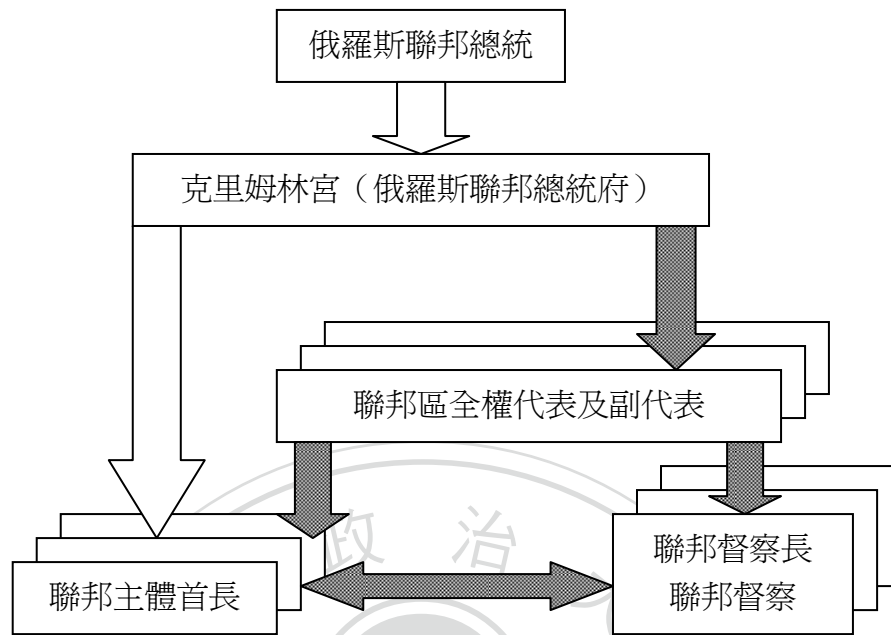 俄羅斯聯邦總統
克里姆林宮（俄羅斯聯邦總統府）
聯邦區全權代表及副代表
政治
聯邦督察長
聯邦督察
聯邦主體首長